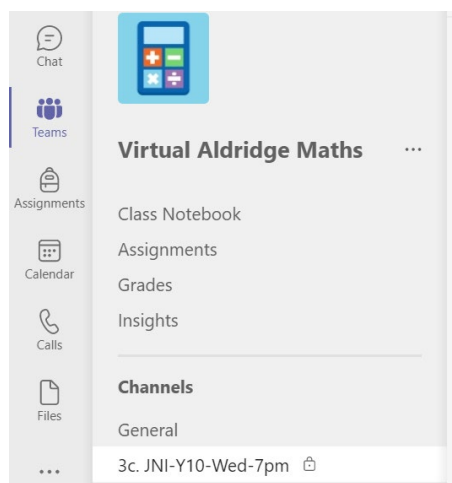 Chat
Teams
Assignments
Calendar
Calls
Files
Virtual Aldridge Maths
Class Notebook
Assignments
Grades
Insights
Channels
General
3c. JNI-Y10-Wed-7pm